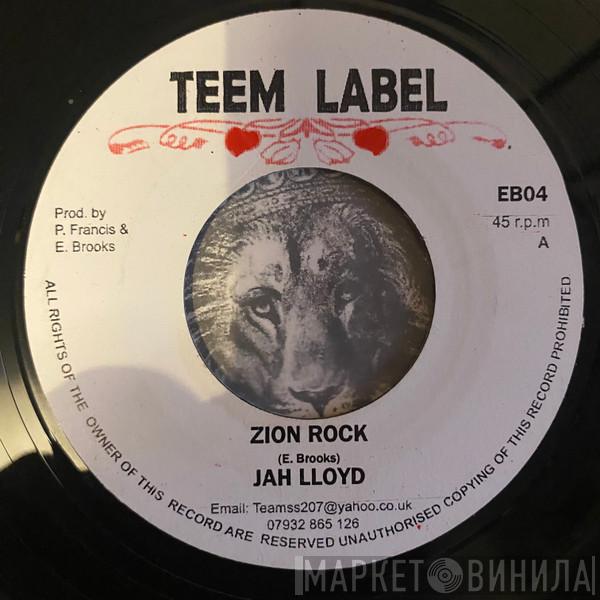 TEEM LABEL
EB04
45 r.p.m
A
Prod. by
P. Francis &
E. Brooks
ZION ROCK
(E. Brooks)
JAH LLOYD
Email: Teamss207@yahoo.co.uk
07932 865 126
ALL RIGHTS OF THE OWNER OF THIS RECORD ARE RESERVED UNAUTHORISED COPYING OF THIS RECORD PROHIBITED
МАРКЕТ ВИНИЛА